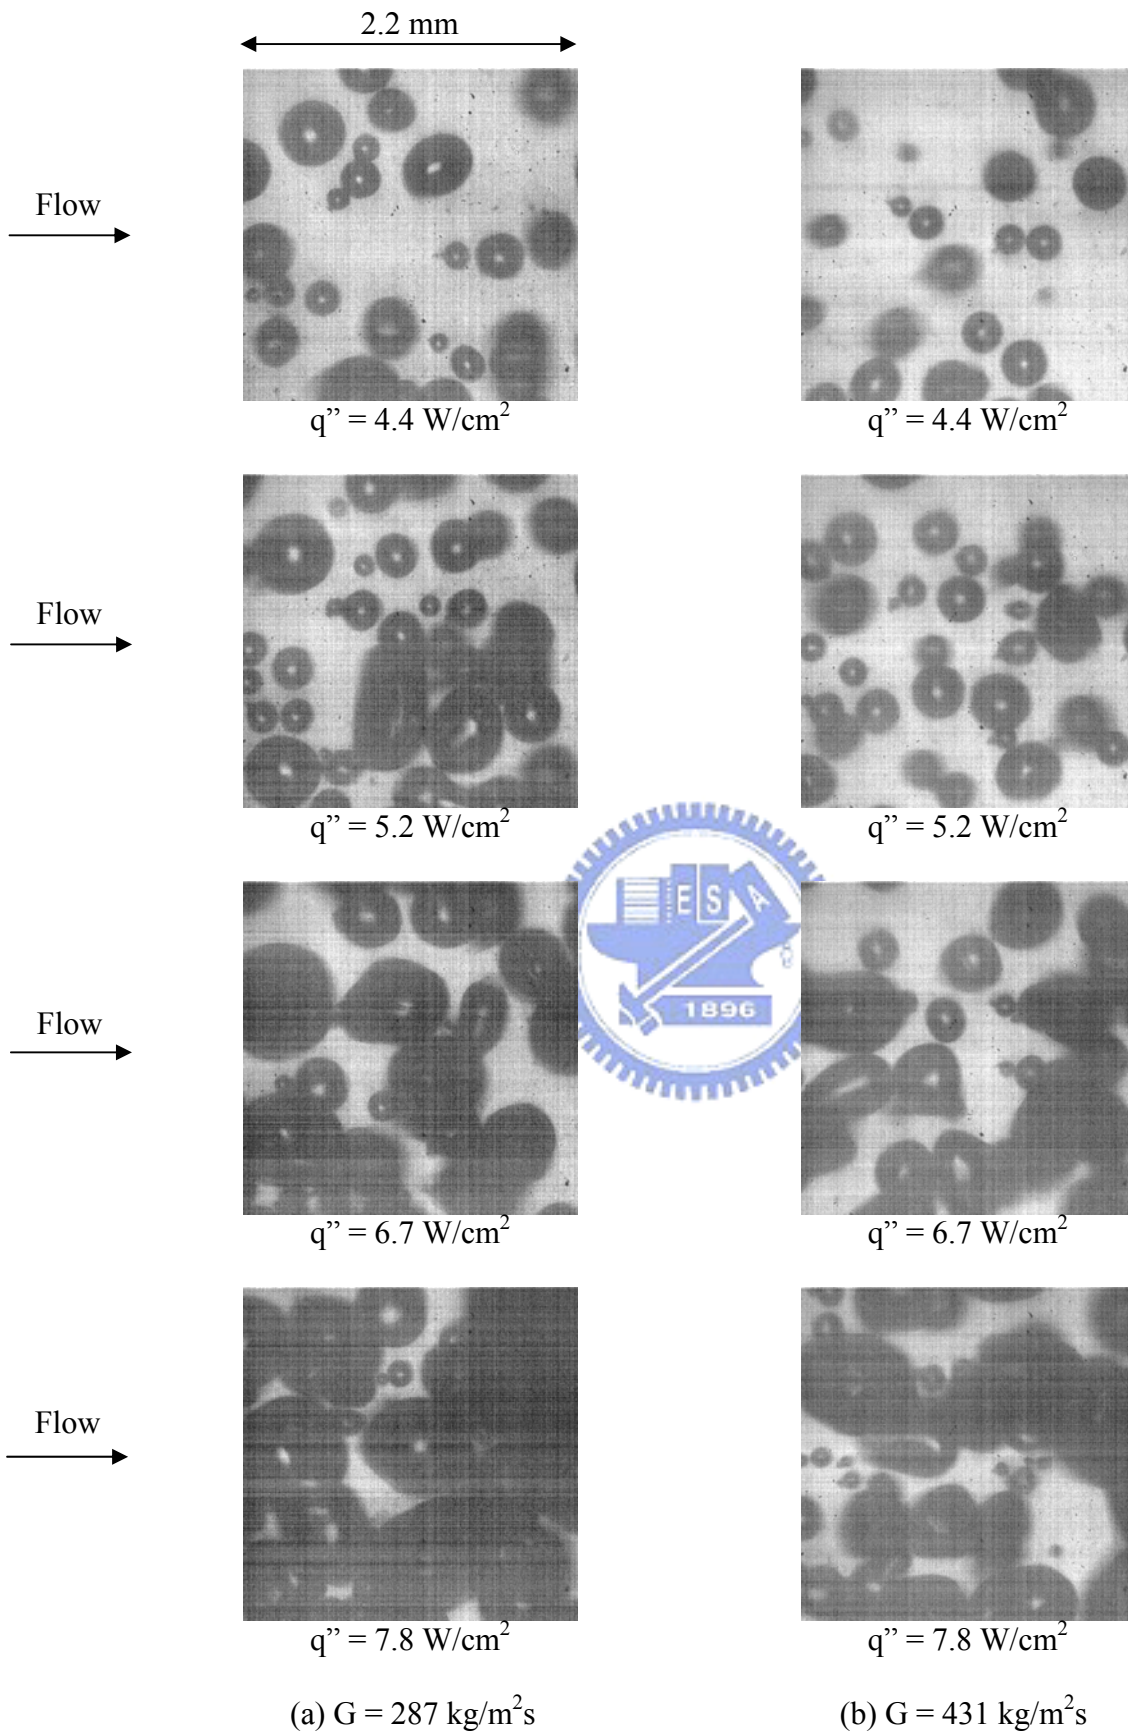 2.2 mm
Flow
q” = 4.4 W/cm²
q” = 4.4 W/cm²
Flow
q” = 5.2 W/cm²
q” = 5.2 W/cm²
E S A
1896
Flow
q” = 6.7 W/cm²
q” = 6.7 W/cm²
Flow
q” = 7.8 W/cm²
q” = 7.8 W/cm²
(a) G = 287 kg/m²s
(b) G = 431 kg/m²s